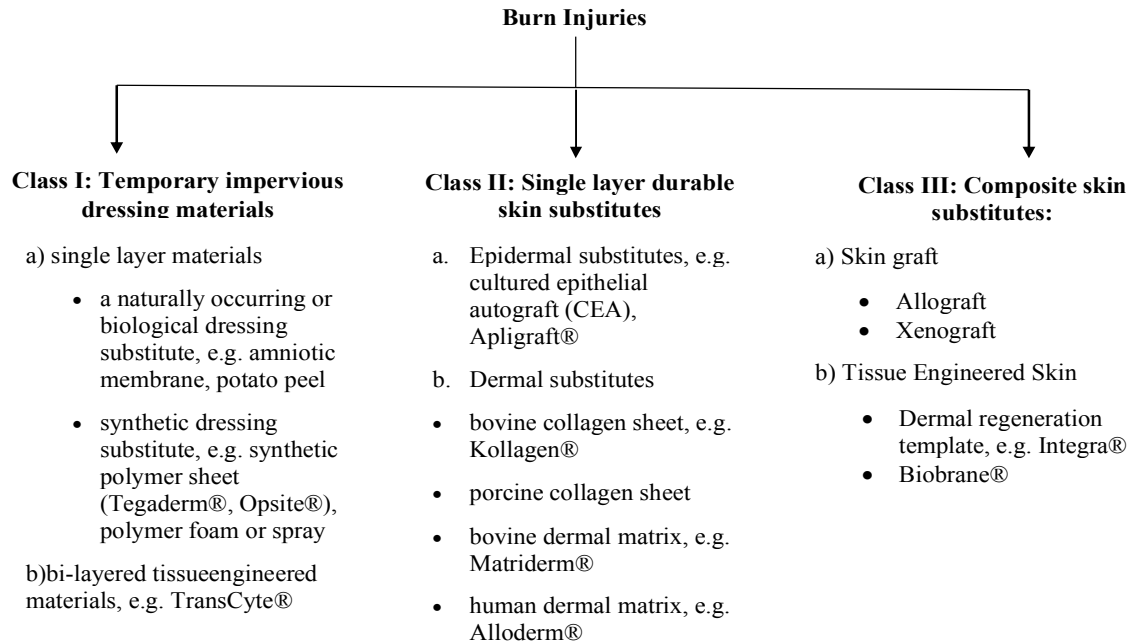 Burn Injuries
Class I: Temporary impervious
dressing materials
a) single layer materials
• a naturally occurring or
biological dressing
substitute, e.g. amniotic
membrane, potato peel
• synthetic dressing
substitute, e.g. synthetic
polymer sheet
(Tegaderm®, Opsite®),
polymer foam or spray
b)bi-layered tissueengineered
materials, e.g. TransCyte®
Class II: Single layer durable
skin substitutes
a. Epidermal substitutes, e.g.
cultured epithelial
autograft (CEA),
Apligraft®
b. Dermal substitutes
• bovine collagen sheet, e.g.
Kollagen®
• porcine collagen sheet
• bovine dermal matrix, e.g.
Matriderm®
• human dermal matrix, e.g.
Alloderm®
Class III: Composite skin
substitutes:
a) Skin graft
• Allograft
• Xenograft
b) Tissue Engineered Skin
• Dermal regeneration
template, e.g. Integra®
• Biobrane®